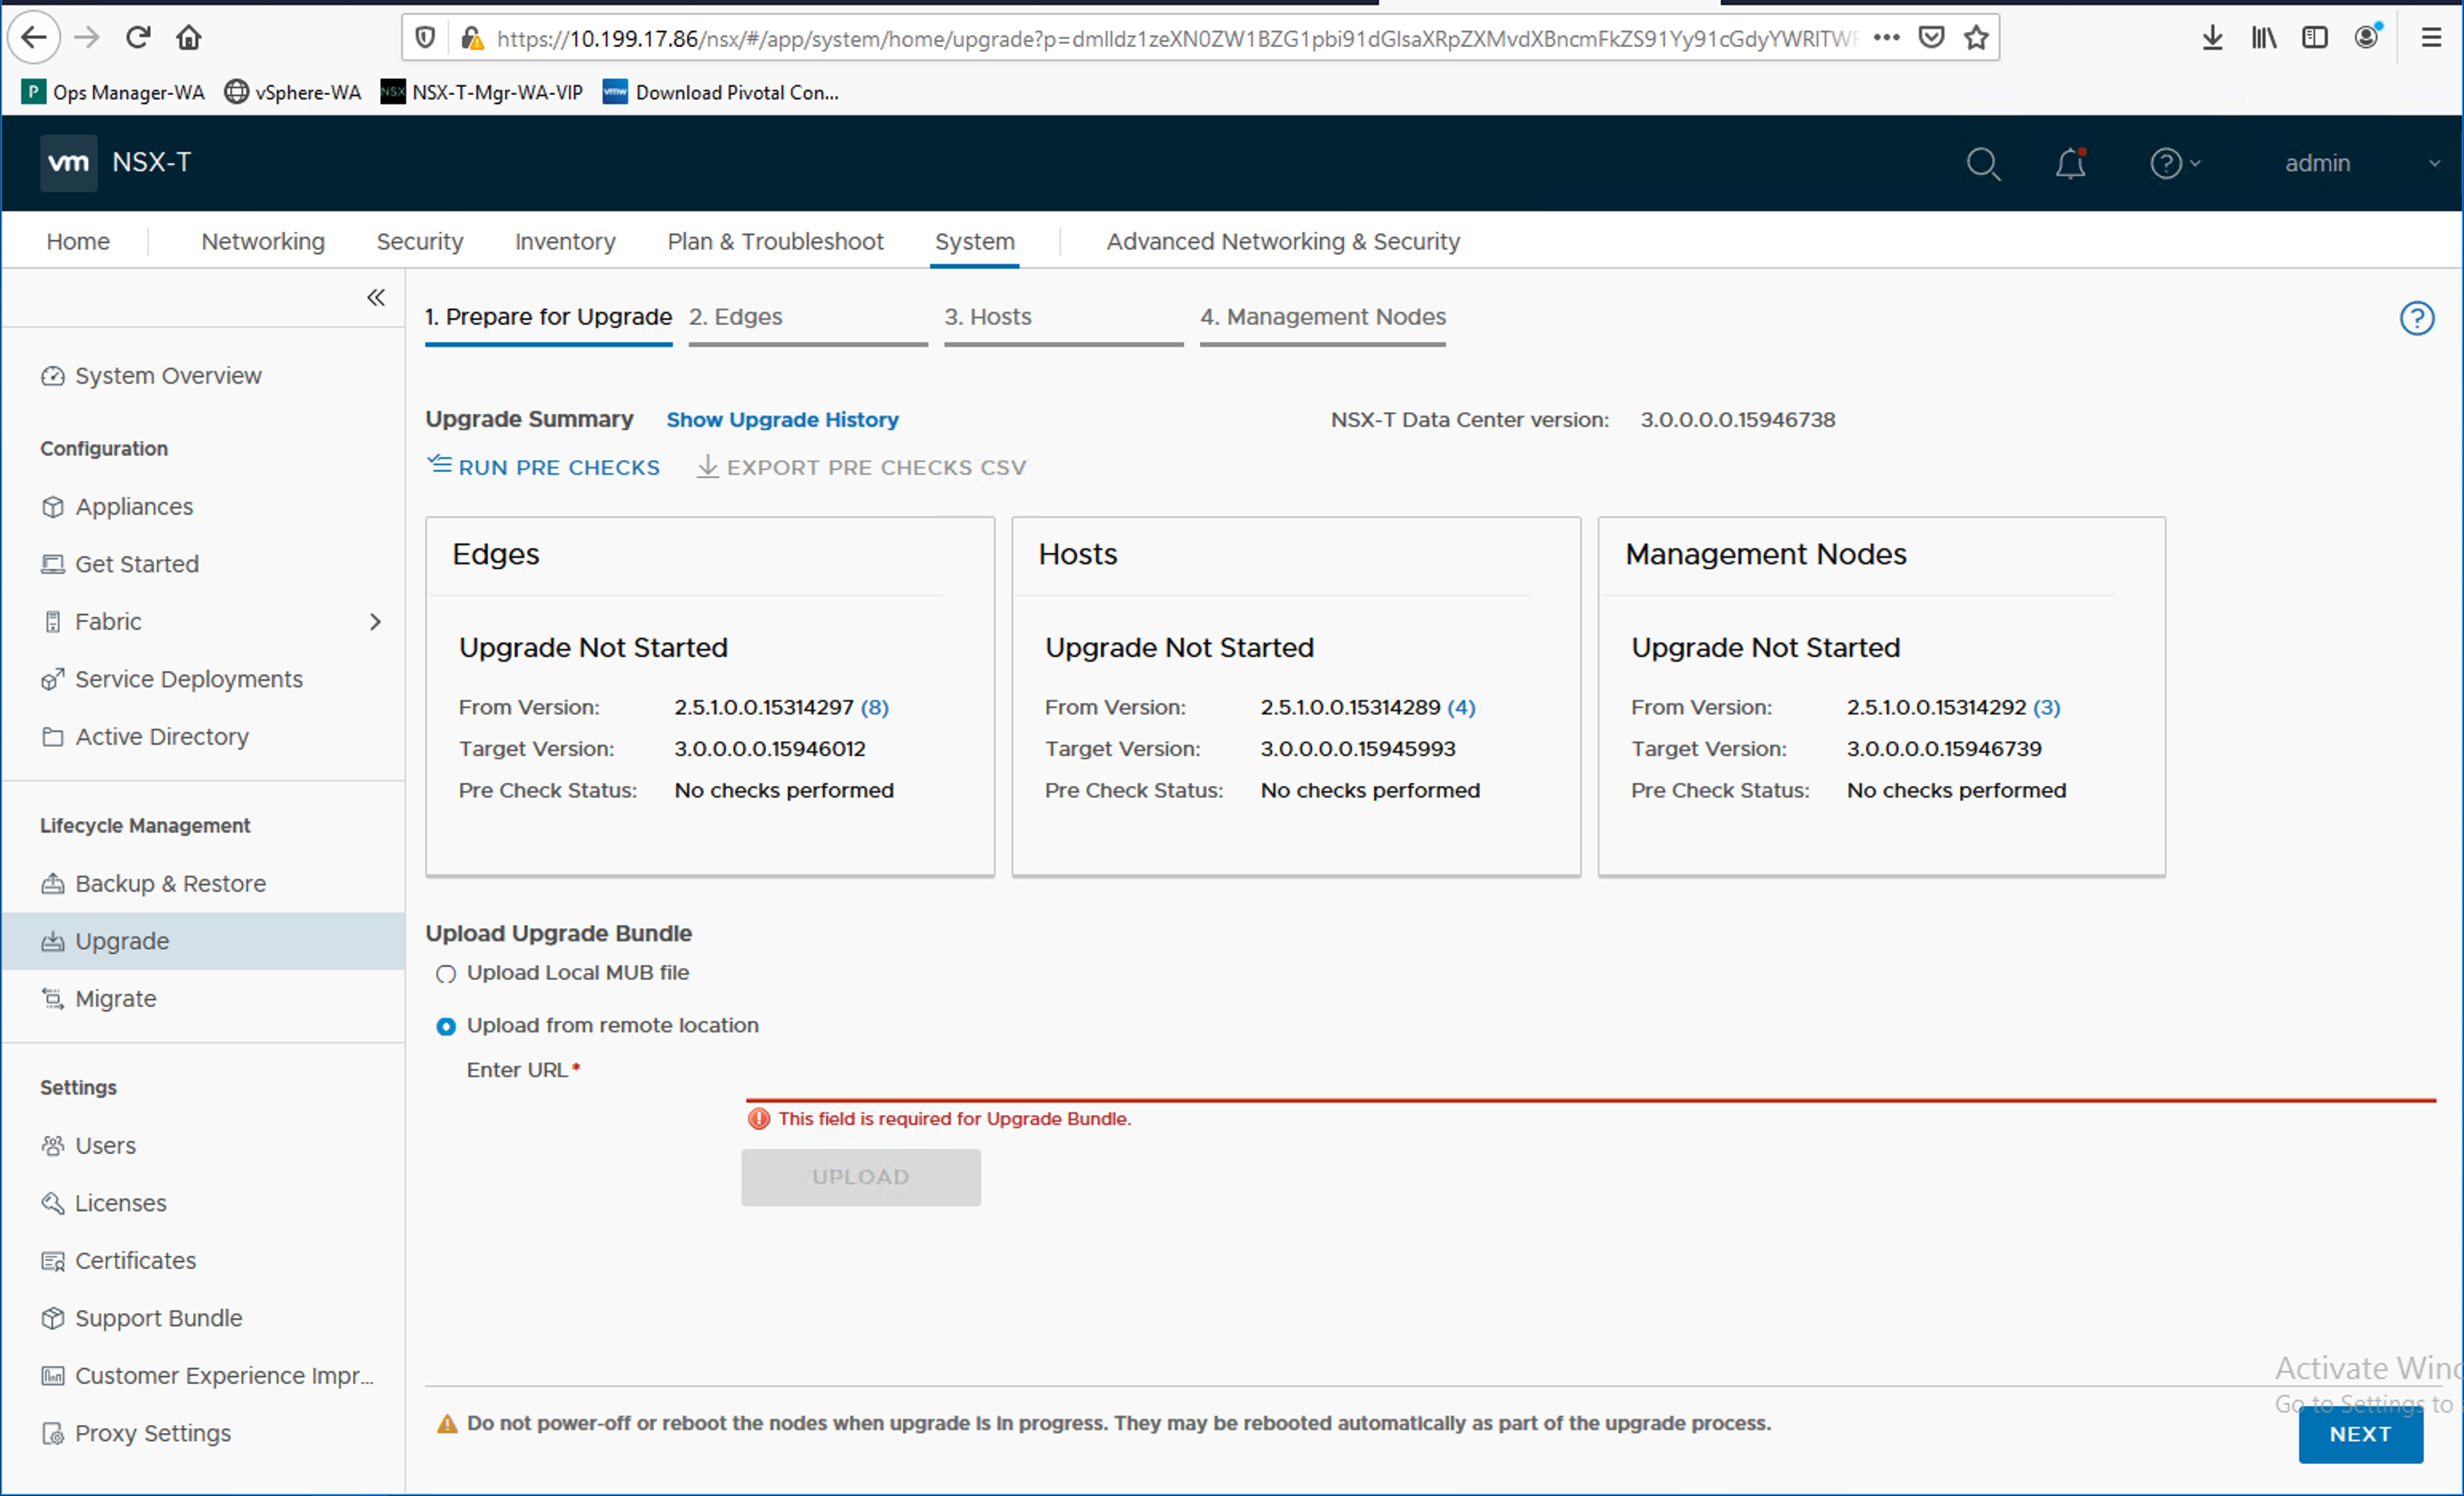 https://10.199.17.86/nsx/#/app/system/home/upgrade?p=dmlldz1zeXN0ZW1BZG1pbi91dGlsaXRpZXMvdXBncmFkZS91Yy91cGdyYWRlTWF
Ops Manager-WA vSphere-WA NSX-T-Mgr-WA-VIP Download Pivotal Con...
vm NSX-T admin
Home Networking Security Inventory Plan & Troubleshoot System Advanced Networking & Security
1. Prepare for Upgrade 2. Edges 3. Hosts 4. Management Nodes
System Overview
Configuration
Appliances
Get Started
Fabric
Service Deployments
Active Directory
Lifecycle Management
Backup & Restore
Upgrade
Migrate
Settings
Users
Licenses
Certificates
Support Bundle
Customer Experience Impr...
Proxy Settings
Upgrade Summary Show Upgrade History NSX-T Data Center version: 3.0.0.0.0.15946738
RUN PRE CHECKS EXPORT PRE CHECKS CSV
Edges
Upgrade Not Started
From Version: 2.5.1.0.0.15314297 (8)
Target Version: 3.0.0.0.0.15946012
Pre Check Status: No checks performed
Hosts
Upgrade Not Started
From Version: 2.5.1.0.0.15314289 (4)
Target Version: 3.0.0.0.0.15945993
Pre Check Status: No checks performed
Management Nodes
Upgrade Not Started
From Version: 2.5.1.0.0.15314292 (3)
Target Version: 3.0.0.0.0.15946739
Pre Check Status: No checks performed
Upload Upgrade Bundle
Upload Local MUB file
Upload from remote location
Enter URL*
This field is required for Upgrade Bundle.
UPLOAD
Do not power-off or reboot the nodes when upgrade is in progress. They may be rebooted automatically as part of the upgrade process.
Activate Wind
Go to Settings to
NEXT